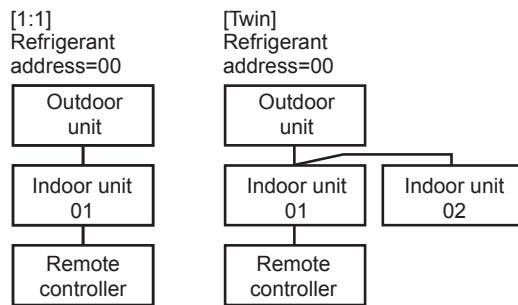 [1:1]
Refrigerant
address=00
Outdoor
unit
Indoor unit
01
Remote
controller
[Twin]
Refrigerant
address=00
Outdoor
unit
Indoor unit
01
Indoor unit
02
Remote
controller